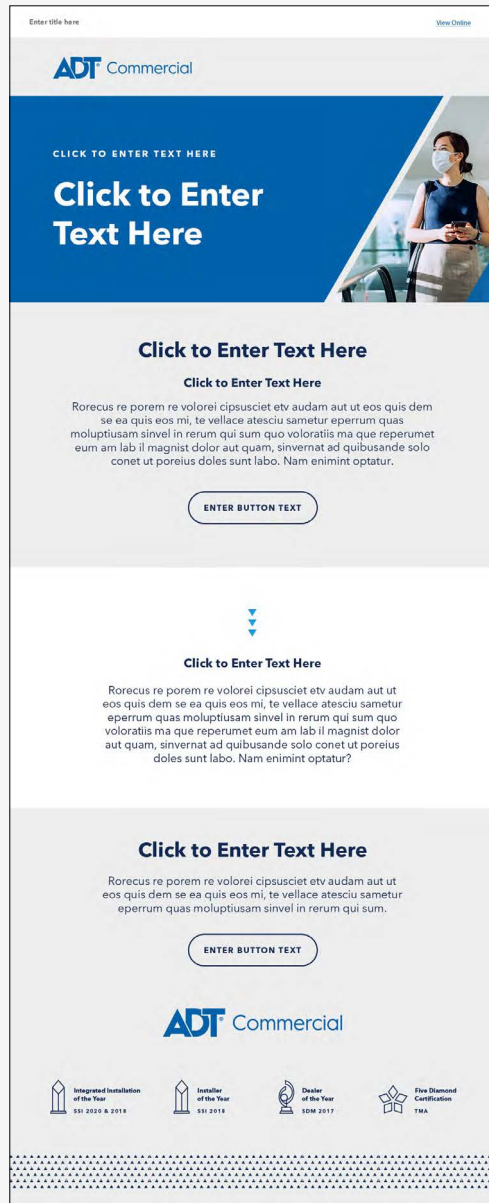 Enter title here
View Online
ADT® Commercial
CLICK TO ENTER TEXT HERE
Click to Enter
Text Here
Click to Enter Text Here
Click to Enter Text Here
Rorecus re porem re volorei cipsusciet etv audam aut ut eos quis dem
se ea quis eos mi, te vellace atesciu sametur eperrum quas
moluptiusam sinvel in rerum qui sum quo voloratiis ma que reperumet
eum am lab il magnist dolor aut quam, sinvernat ad quibusande solo
conet ut poreius doles sunt labo. Nam enimint optatur.
ENTER BUTTON TEXT
Click to Enter Text Here
Rorecus re porem re volorei cipsusciet etv audam aut ut
eos quis dem se ea quis eos mi, te vellace atesciu sametur
eperrum quas moluptiusam sinvel in rerum qui sum quo
voloratiis ma que reperumet eum am lab il magnist dolor
aut quam, sinvernat ad quibusande solo conet ut poreius
doles sunt labo. Nam enimint optatur?
Click to Enter Text Here
Rorecus re porem re volorei cipsusciet etv audam aut ut
eos quis dem se ea quis eos mi, te vellace atesciu sametur
eperrum quas moluptiusam sinvel in rerum qui sum.
ENTER BUTTON TEXT
ADT® Commercial
Integrated Installation
of the Year
SSI 2020 & 2018
Installer
of the Year
SSI 2018
Dealer
of the Year
SDM 2017
Five Diamond
Certification
TMA